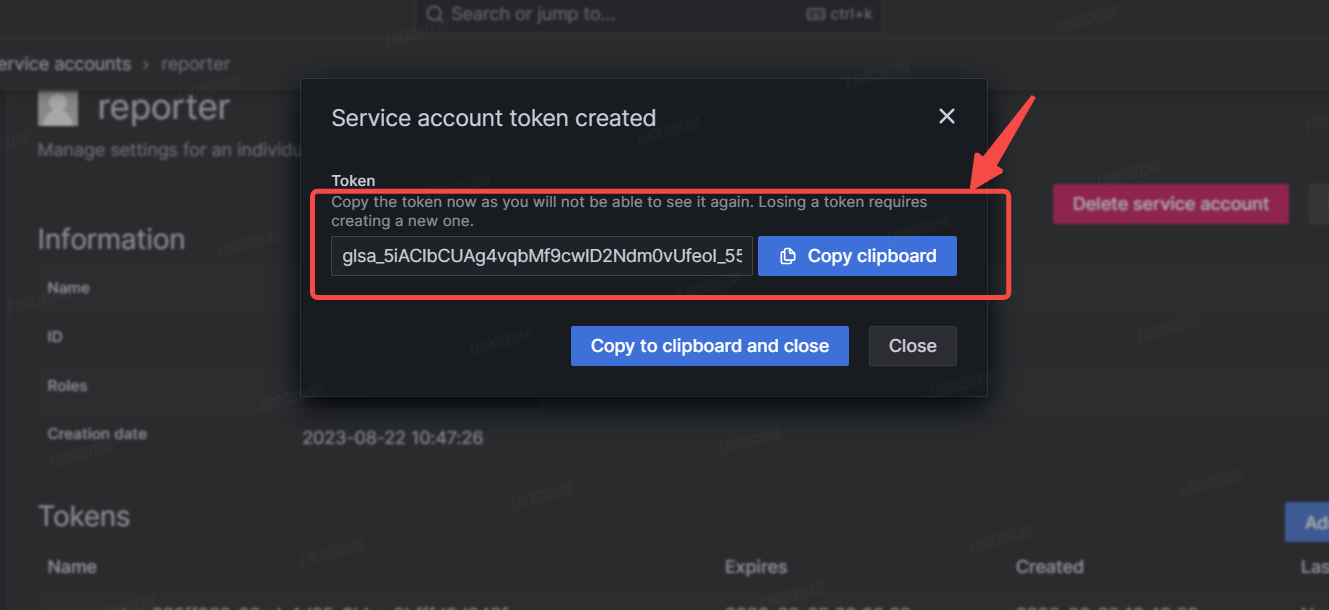 Search or jump to...
ctrl+k
ervice accounts › reporter
reporter
Manage settings for an individu
Service account token created
Token
Copy the token now as you will not be able to see it again. Losing a token requires
creating a new one.
glsa_5iACIbCUAg4vqbMf9cwID2Ndm0vUfeoI_55
Copy clipboard
Delete service account
Information
Name
ID
Copy to clipboard and close
Close
Roles
Creation date
2023-08-22 10:47:26
Tokens
Ad
Name
Expires
Created
Las
18002036